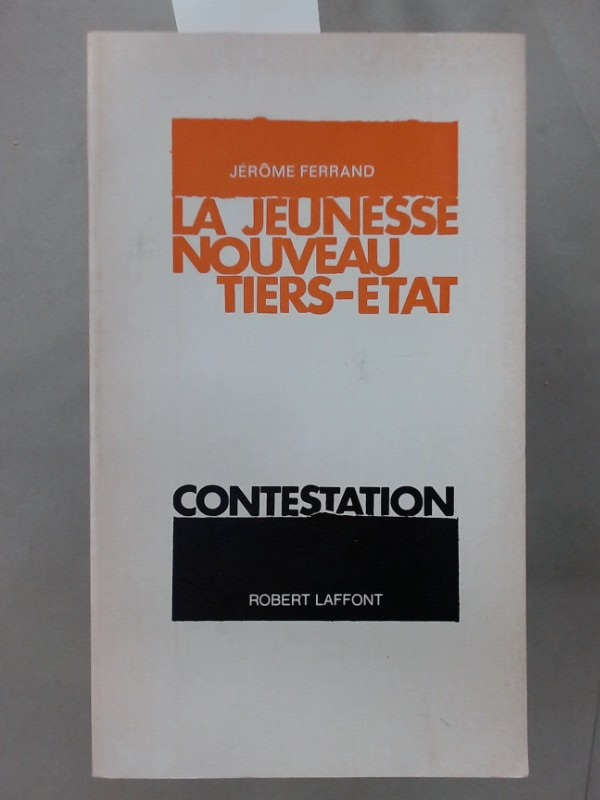 JÉRÔME FERRAND
LA JEUNESSE
NOUVEAU
TIERS-ETAT
CONTESTATION
ROBERT LAFFONT